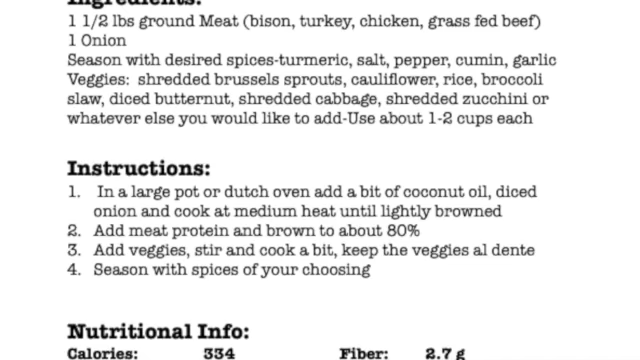 Ingredients:
1 1/2 lbs ground Meat (bison, turkey, chicken, grass fed beef)
1 Onion
Season with desired spices-turmeric, salt, pepper, cumin, garlic
Veggies: shredded brussels sprouts, cauliflower, rice, broccoli
slaw, diced butternut, shredded cabbage, shredded zucchini or
whatever else you would like to add-Use about 1-2 cups each
Instructions:
1. In a large pot or dutch oven add a bit of coconut oil, diced
onion and cook at medium heat until lightly browned
2. Add meat protein and brown to about 80%
3. Add veggies, stir and cook a bit, keep the veggies al dente
4. Season with spices of your choosing
Nutritional Info:
Calories: 334 Fiber: 2.7 g